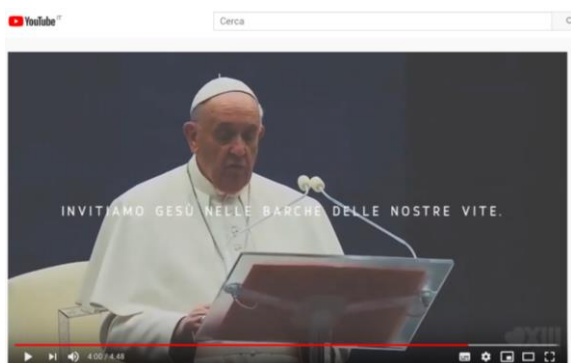 YouTube IT
Cerca
INVITIAMO GESÙ NELLE BARCHE DELLE NOSTRE VITE.
4:00 / 4:48